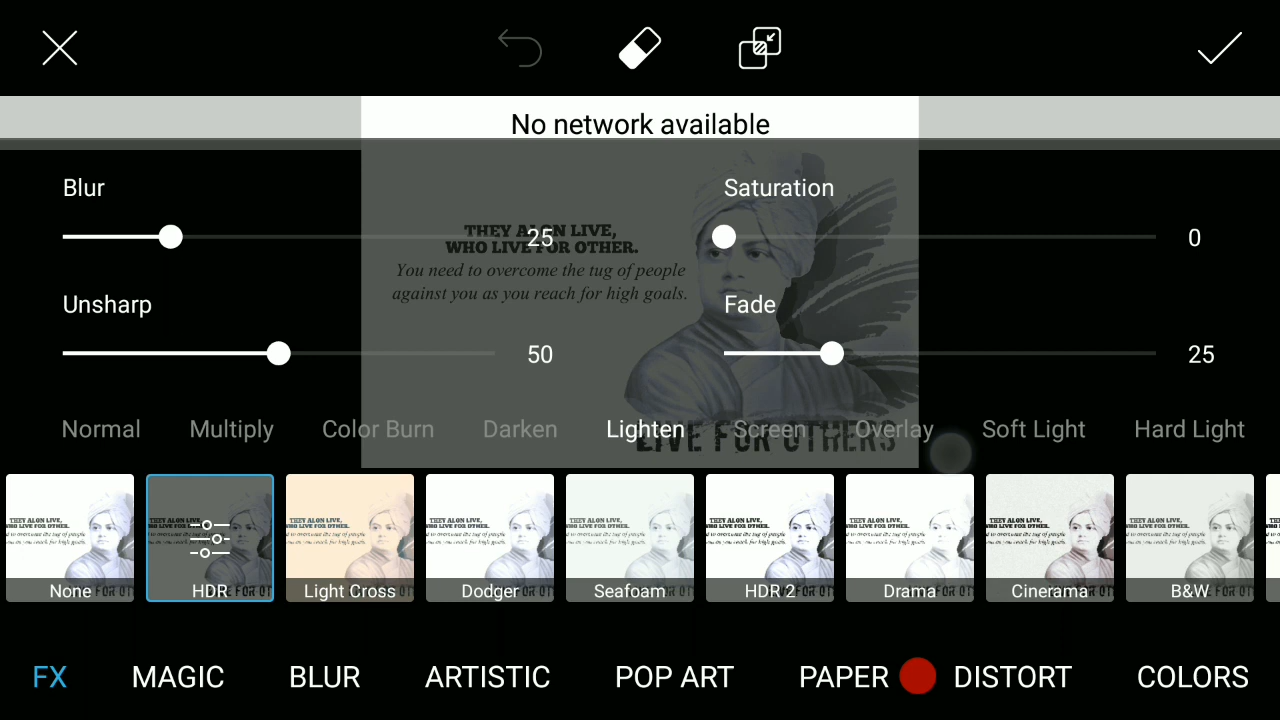 No network available
Blur
25
Saturation
0
Unsharp
50
Fade
25
THEY ALON LIVE,
WHO LIVE FOR OTHER.
You need to overcome the tug of people
against you as you reach for high goals.
LIVE FOR OTHERS
Normal Multiply Color Burn Darken Lighten Screen Overlay Soft Light Hard Light
None HDR Light Cross Dodger Seafoam HDR 2 Drama Cinerama B&W
FX MAGIC BLUR ARTISTIC POP ART PAPER DISTORT COLORS